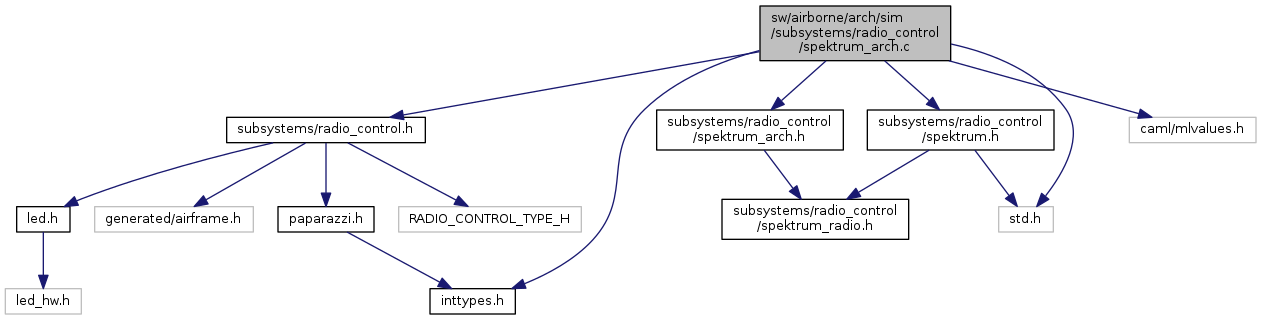 sw/airborne/arch/sim
/subsystems/radio_control
/spektrum_arch.c
subsystems/radio_control.h
subsystems/radio_control
/spektrum_arch.h
subsystems/radio_control
/spektrum.h
caml/mlvalues.h
led.h
generated/airframe.h
paparazzi.h
RADIO_CONTROL_TYPE_H
subsystems/radio_control
/spektrum_radio.h
std.h
led_hw.h
inttypes.h